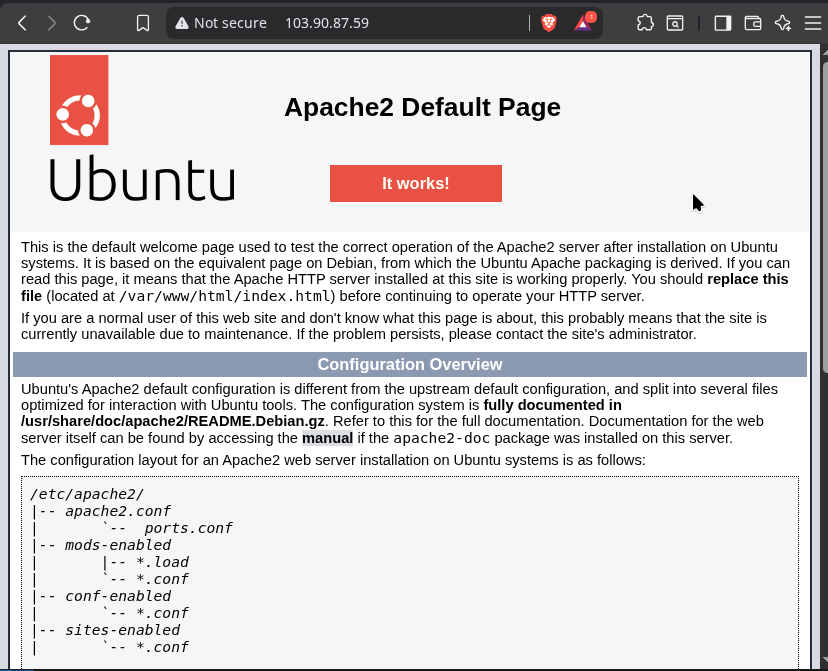 Not secure 103.90.87.59
1
Apache2 Default Page
Ubuntu
It works!
This is the default welcome page used to test the correct operation of the Apache2 server after installation on Ubuntu
systems. It is based on the equivalent page on Debian, from which the Ubuntu Apache packaging is derived. If you can
read this page, it means that the Apache HTTP server installed at this site is working properly. You should replace this
file (located at /var/www/html/index.html) before continuing to operate your HTTP server.
If you are a normal user of this web site and don't know what this page is about, this probably means that the site is
currently unavailable due to maintenance. If the problem persists, please contact the site's administrator.
Configuration Overview
Ubuntu's Apache2 default configuration is different from the upstream default configuration, and split into several files
optimized for interaction with Ubuntu tools. The configuration system is fully documented in
/usr/share/doc/apache2/README.Debian.gz. Refer to this for the full documentation. Documentation for the web
server itself can be found by accessing the manual if the apache2-doc package was installed on this server.
The configuration layout for an Apache2 web server installation on Ubuntu systems is as follows:
/etc/apache2/
|-- apache2.conf
|       `--  ports.conf
|-- mods-enabled
|       |-- *.load
|       `-- *.conf
|-- conf-enabled
|       `-- *.conf
|-- sites-enabled
|       `-- *.conf